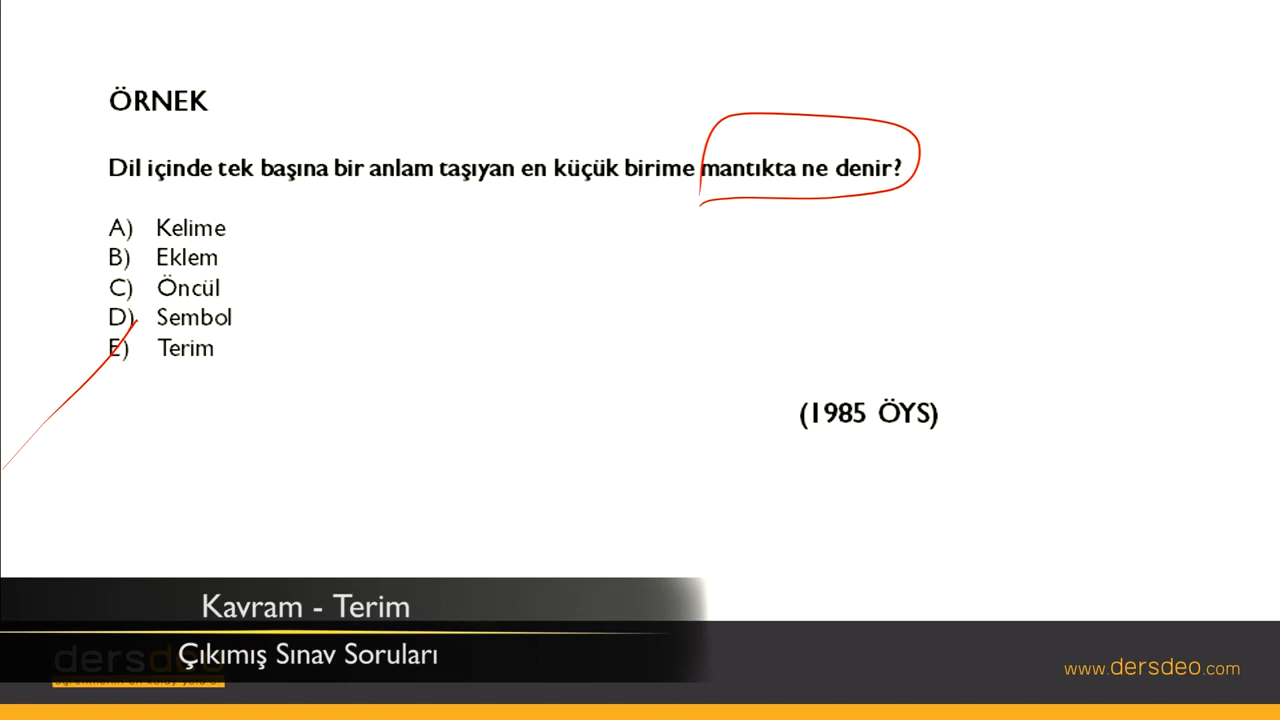 ÖRNEK
Dil içinde tek başına bir anlam taşıyan en küçük birime mantıkta ne denir?
A) Kelime
B) Eklem
C) Öncül
D) Sembol
E) Terim
(1985 ÖYS)
Kavram - Terim
Çıkımış Sınav Soruları
dersdeo
www.dersdeo.com